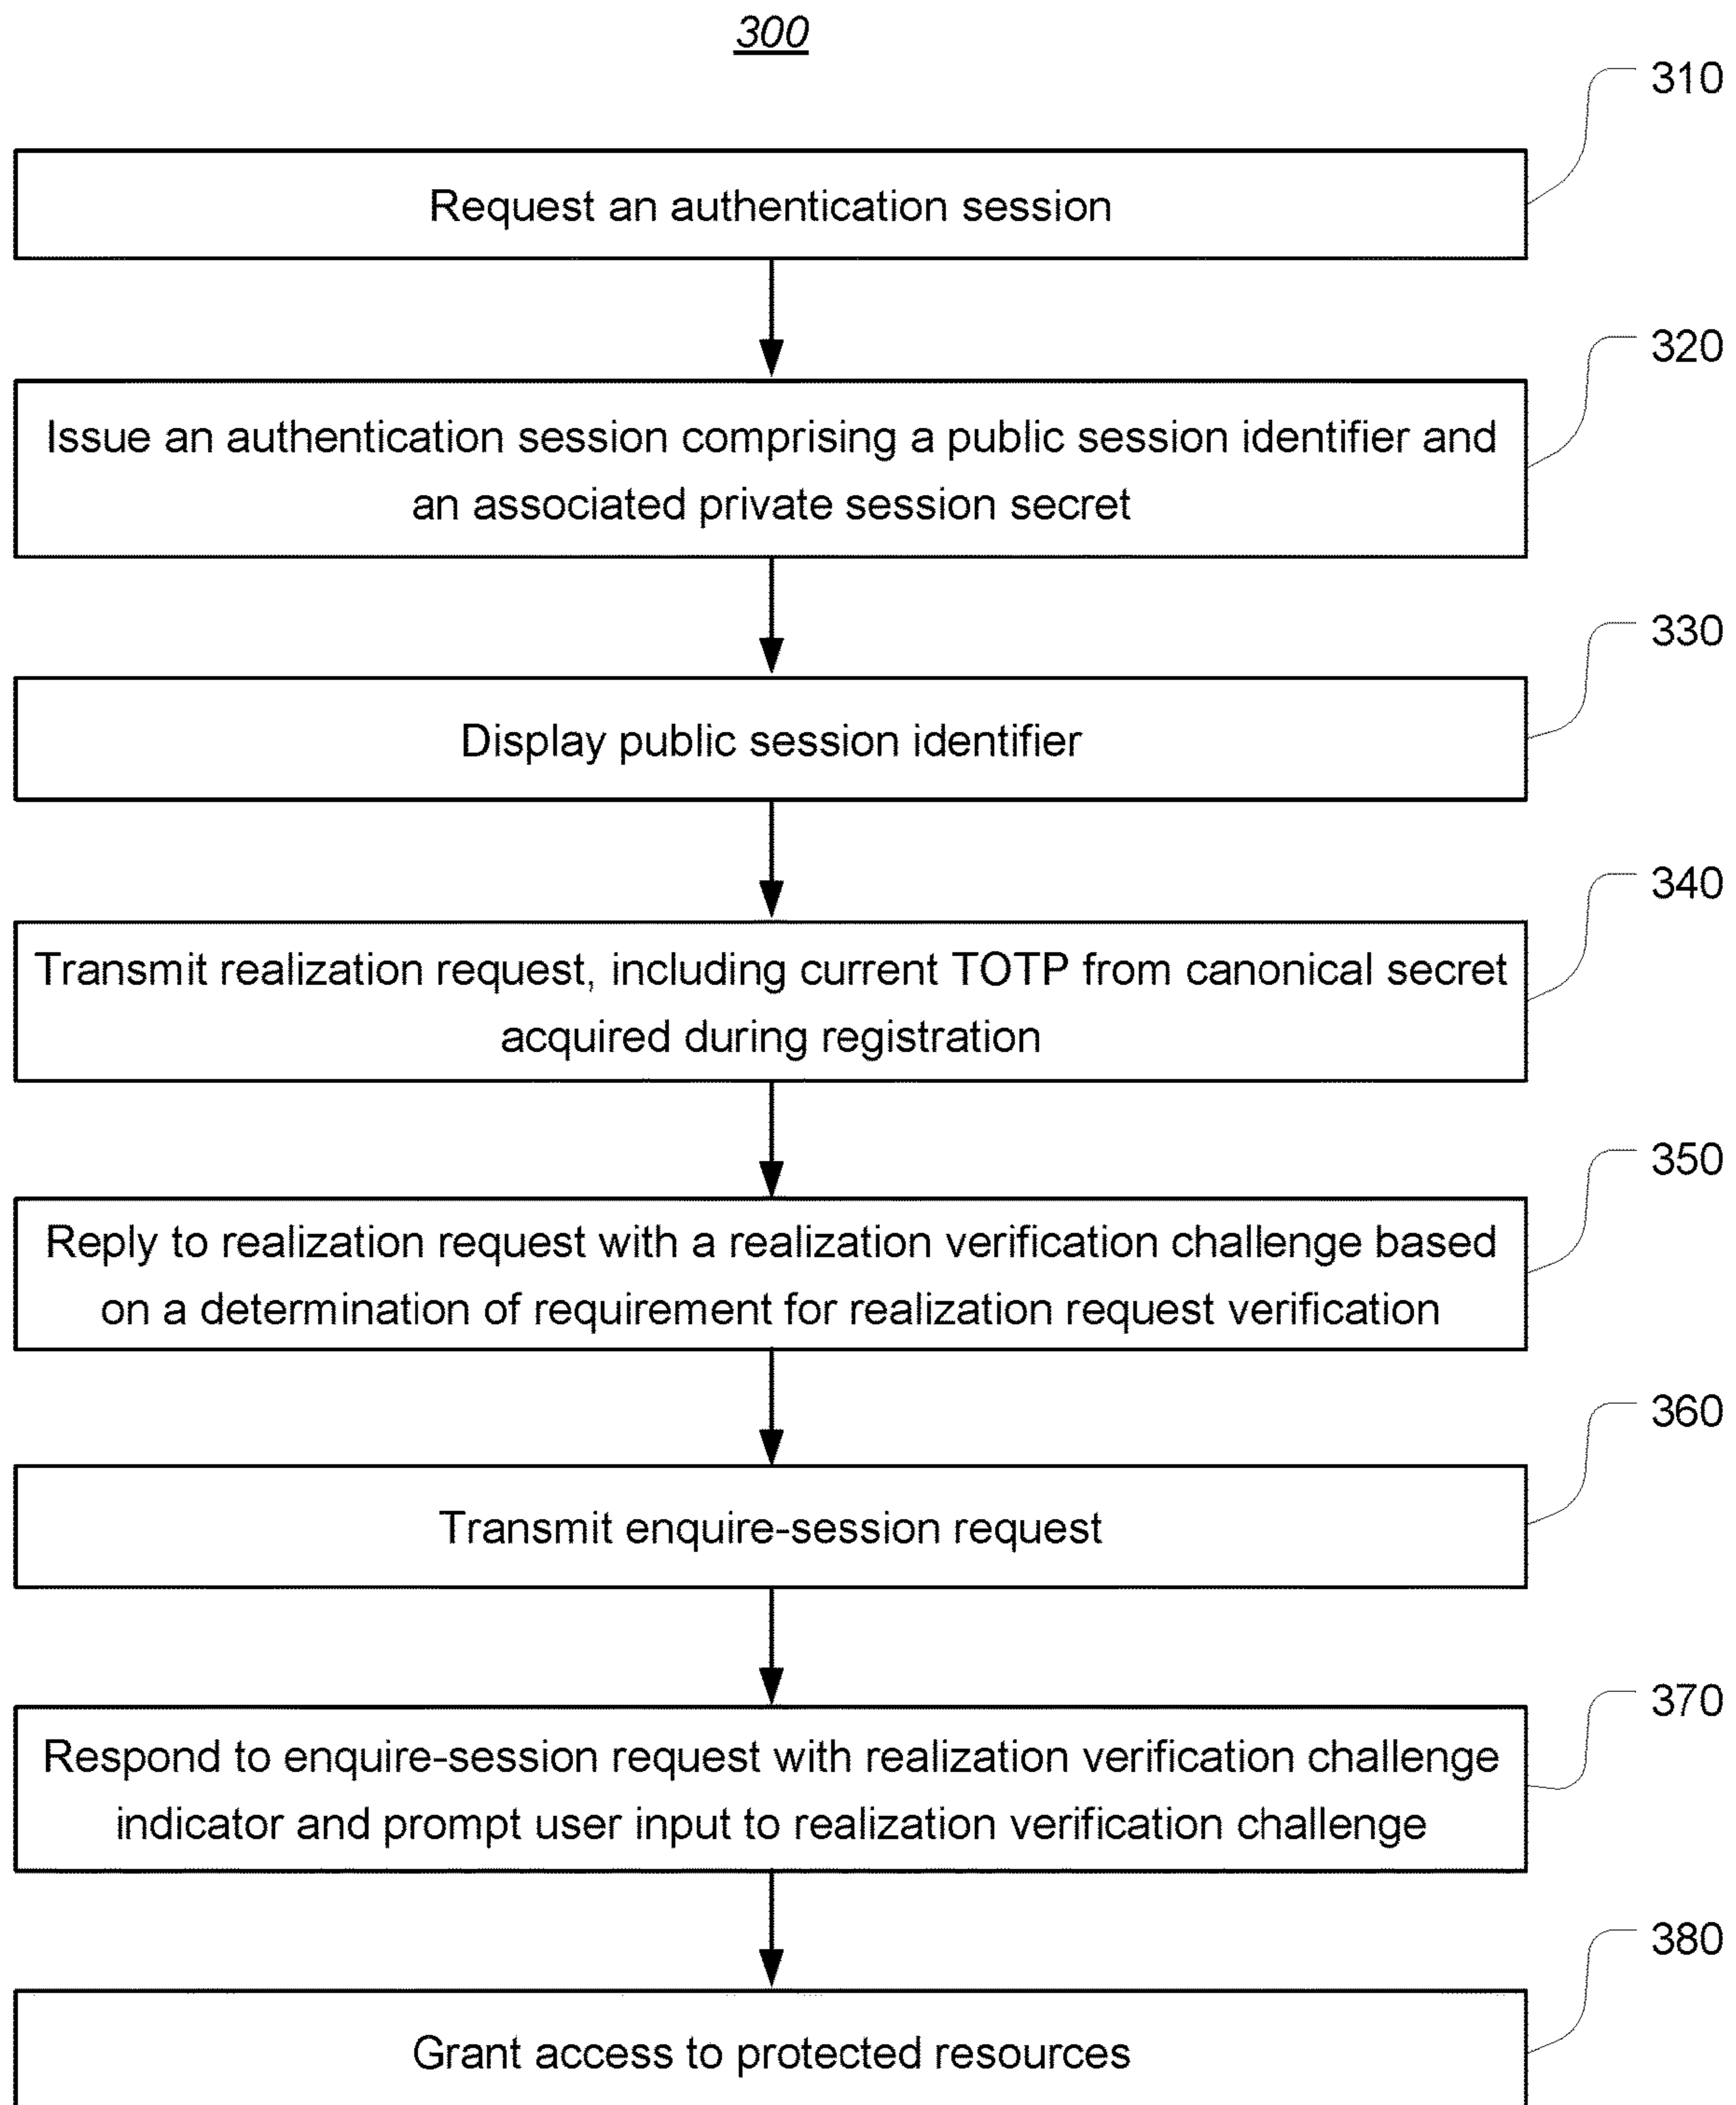 300
310
Request an authentication session
320
Issue an authentication session comprising a public session identifier and
an associated private session secret
330
Display public session identifier
340
Transmit realization request, including current TOTP from canonical secret
acquired during registration
350
Reply to realization request with a realization verification challenge based
on a determination of requirement for realization request verification
360
Transmit enquire-session request
370
Respond to enquire-session request with realization verification challenge
indicator and prompt user input to realization verification challenge
380
Grant access to protected resources